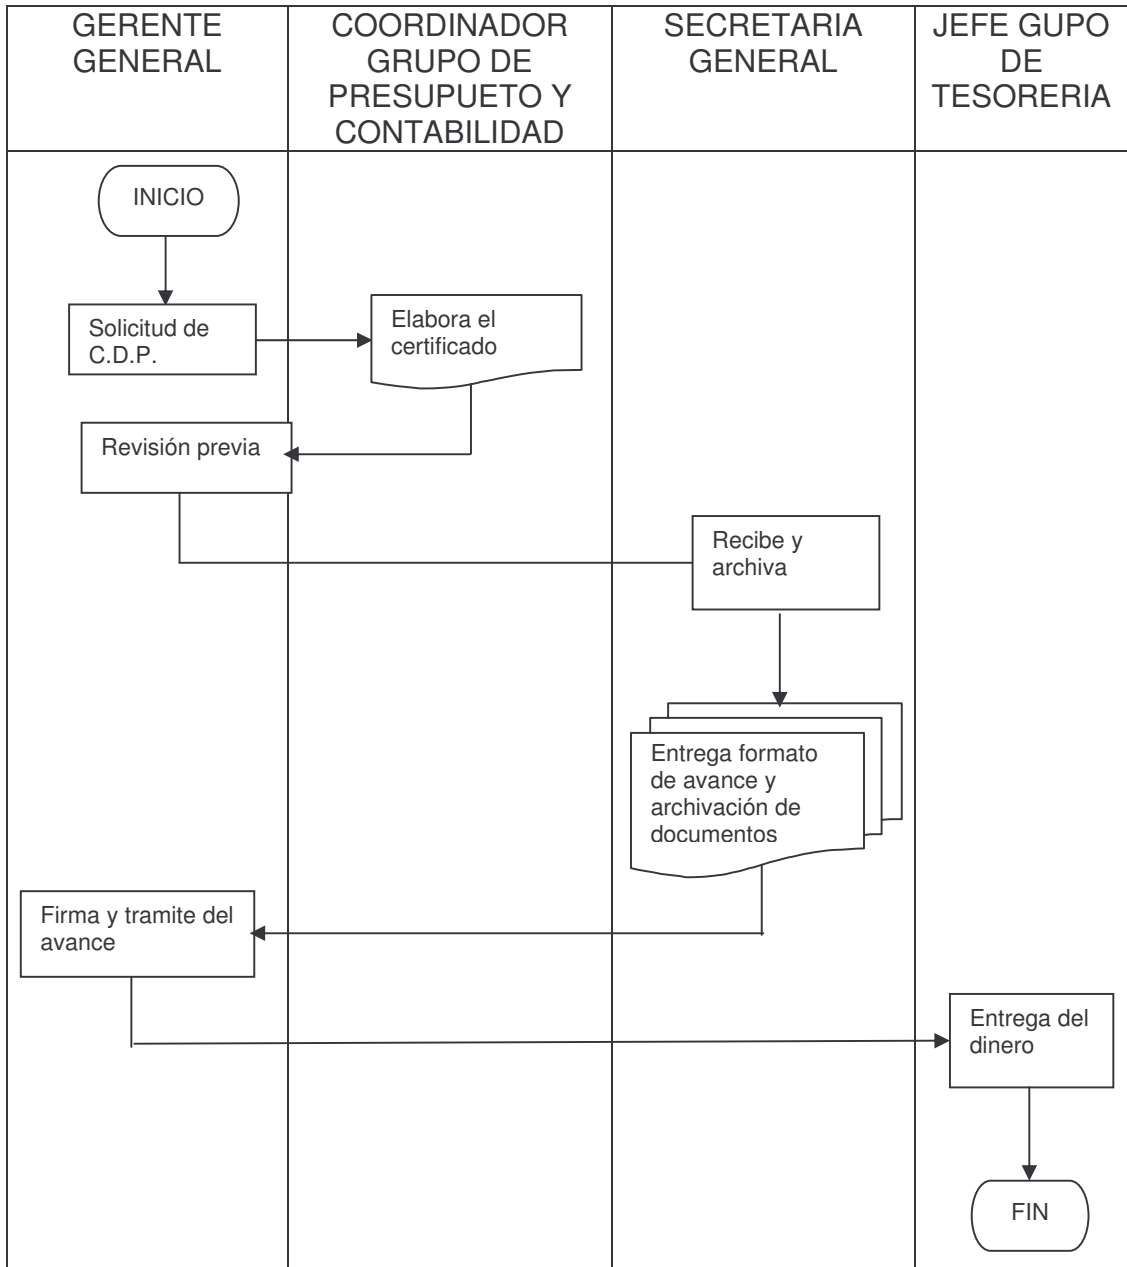 GERENTE
GENERAL
COORDINADOR
GRUPO DE
PRESUPUETO Y
CONTABILIDAD
SECRETARIA
GENERAL
JEFE GUPO
DE
TESORERIA
INICIO
Solicitud de
C.D.P.
Elabora el
certificado
Revisión previa
Recibe y
archiva
Entrega formato
de avance y
archivación de
documentos
Firma y tramite del
avance
Entrega del
dinero
FIN